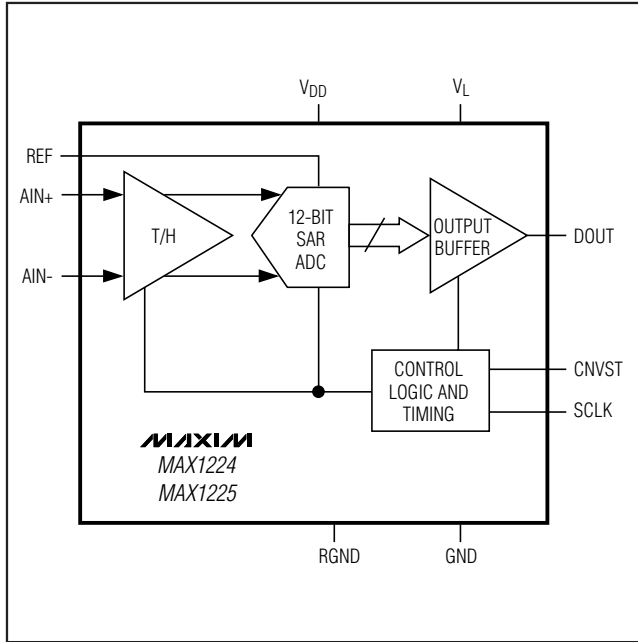 VDD
VL
REF
AIN+
AIN-
T/H
12-BIT
SAR
ADC
OUTPUT
BUFFER
DOUT
CONTROL
LOGIC AND
TIMING
CNVST
SCLK
MAXIM
MAX1224
MAX1225
RGND
GND